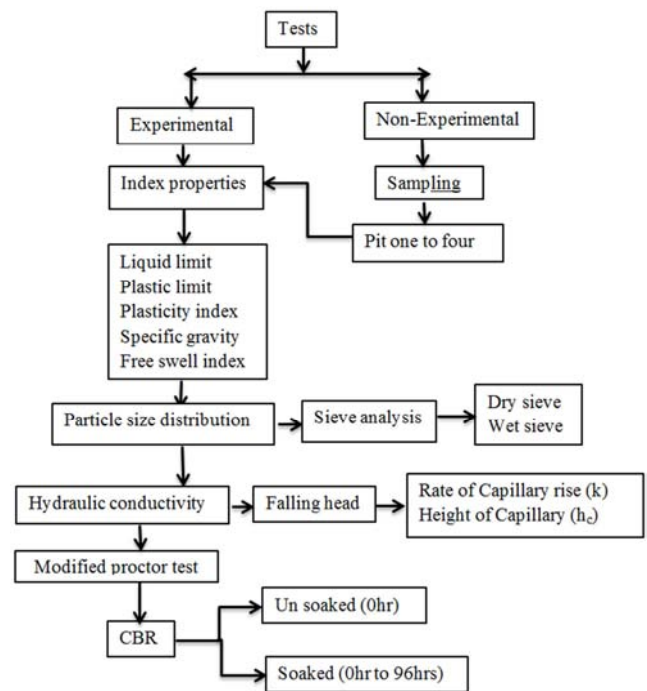 Tests
Experimental
Non-Experimental
Index properties
Sampling
Pit one to four
Liquid limit
Plastic limit
Plasticity index
Specific gravity
Free swell index
Particle size distribution
Sieve analysis
Dry sieve
Wet sieve
Hydraulic conductivity
Falling head
Rate of Capillary rise (k)
Height of Capillary (hc)
Modified proctor test
CBR
Un soaked (0hr)
Soaked (0hr to 96hrs)